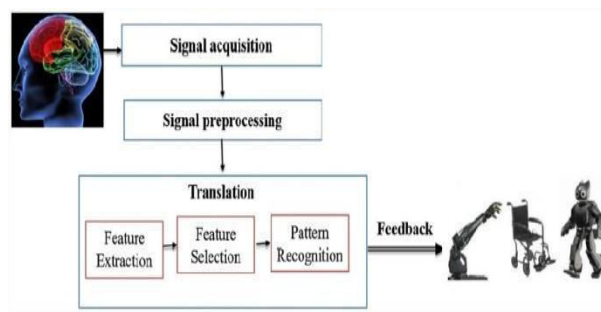 Signal acquisition
Signal preprocessing
Translation
Feature
Extraction
Feature
Selection
Pattern
Recognition
Feedback